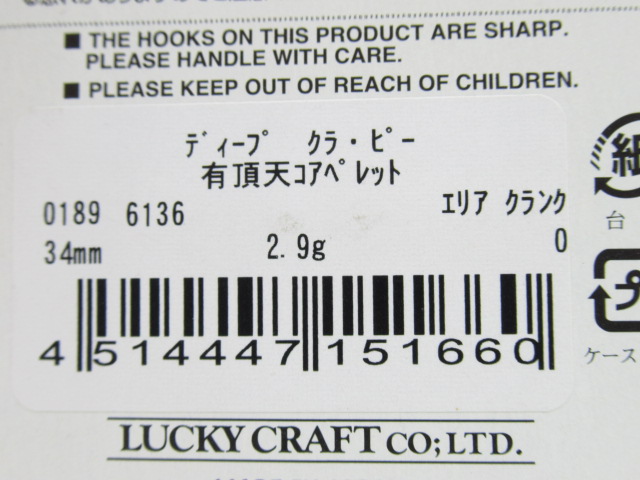 ■ THE HOOKS ON THIS PRODUCT ARE SHARP.
PLEASE HANDLE WITH CARE.
■ PLEASE KEEP OUT OF REACH OF CHILDREN.
ﾃﾞｨｰﾌﾟ クラ・ピー
有頂天ｺｱﾍﾟﾚｯﾄ
0189 6136 エリア クランク
34mm 2.9g 0
4 514447 151660
紙
台
プ
ケース
LUCKY CRAFT CO;LTD.